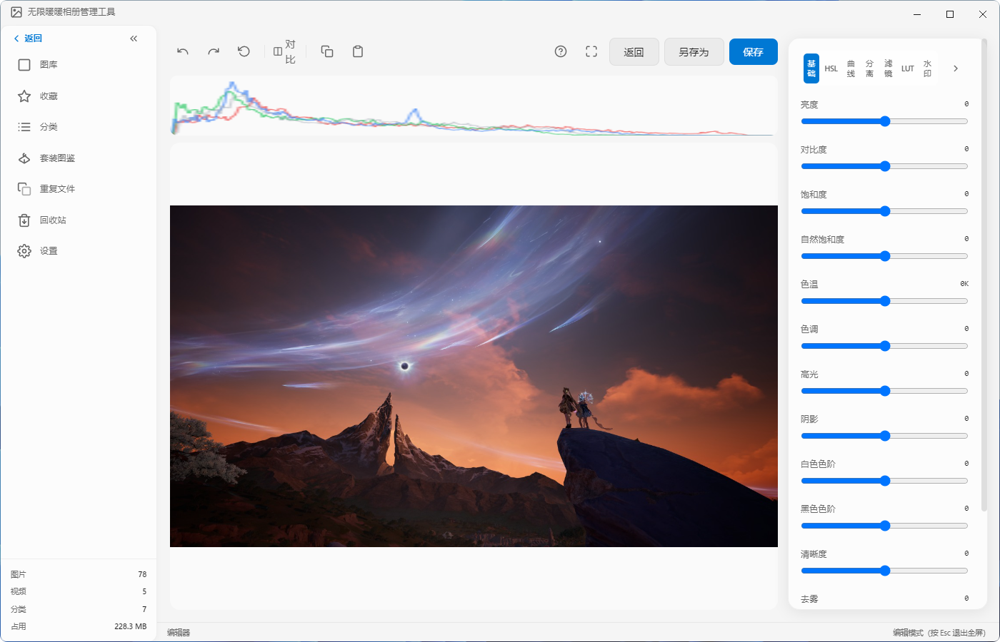 无限暖暖相册管理工具
返回
图库
收藏
分类
套装图鉴
重复文件
回收站
设置
图片 78
视频 5
分类 7
占用 228.3 MB
对比
返回
另存为
保存
基础
HSL
曲线
分离
滤镜
LUT
水印
亮度 0
对比度 0
饱和度 0
自然饱和度 0
色温 0K
色调 0
高光 0
阴影 0
白色色阶 0
黑色色阶 0
清晰度 0
去雾 0
编辑器
编辑模式（按 Esc 退出全屏）